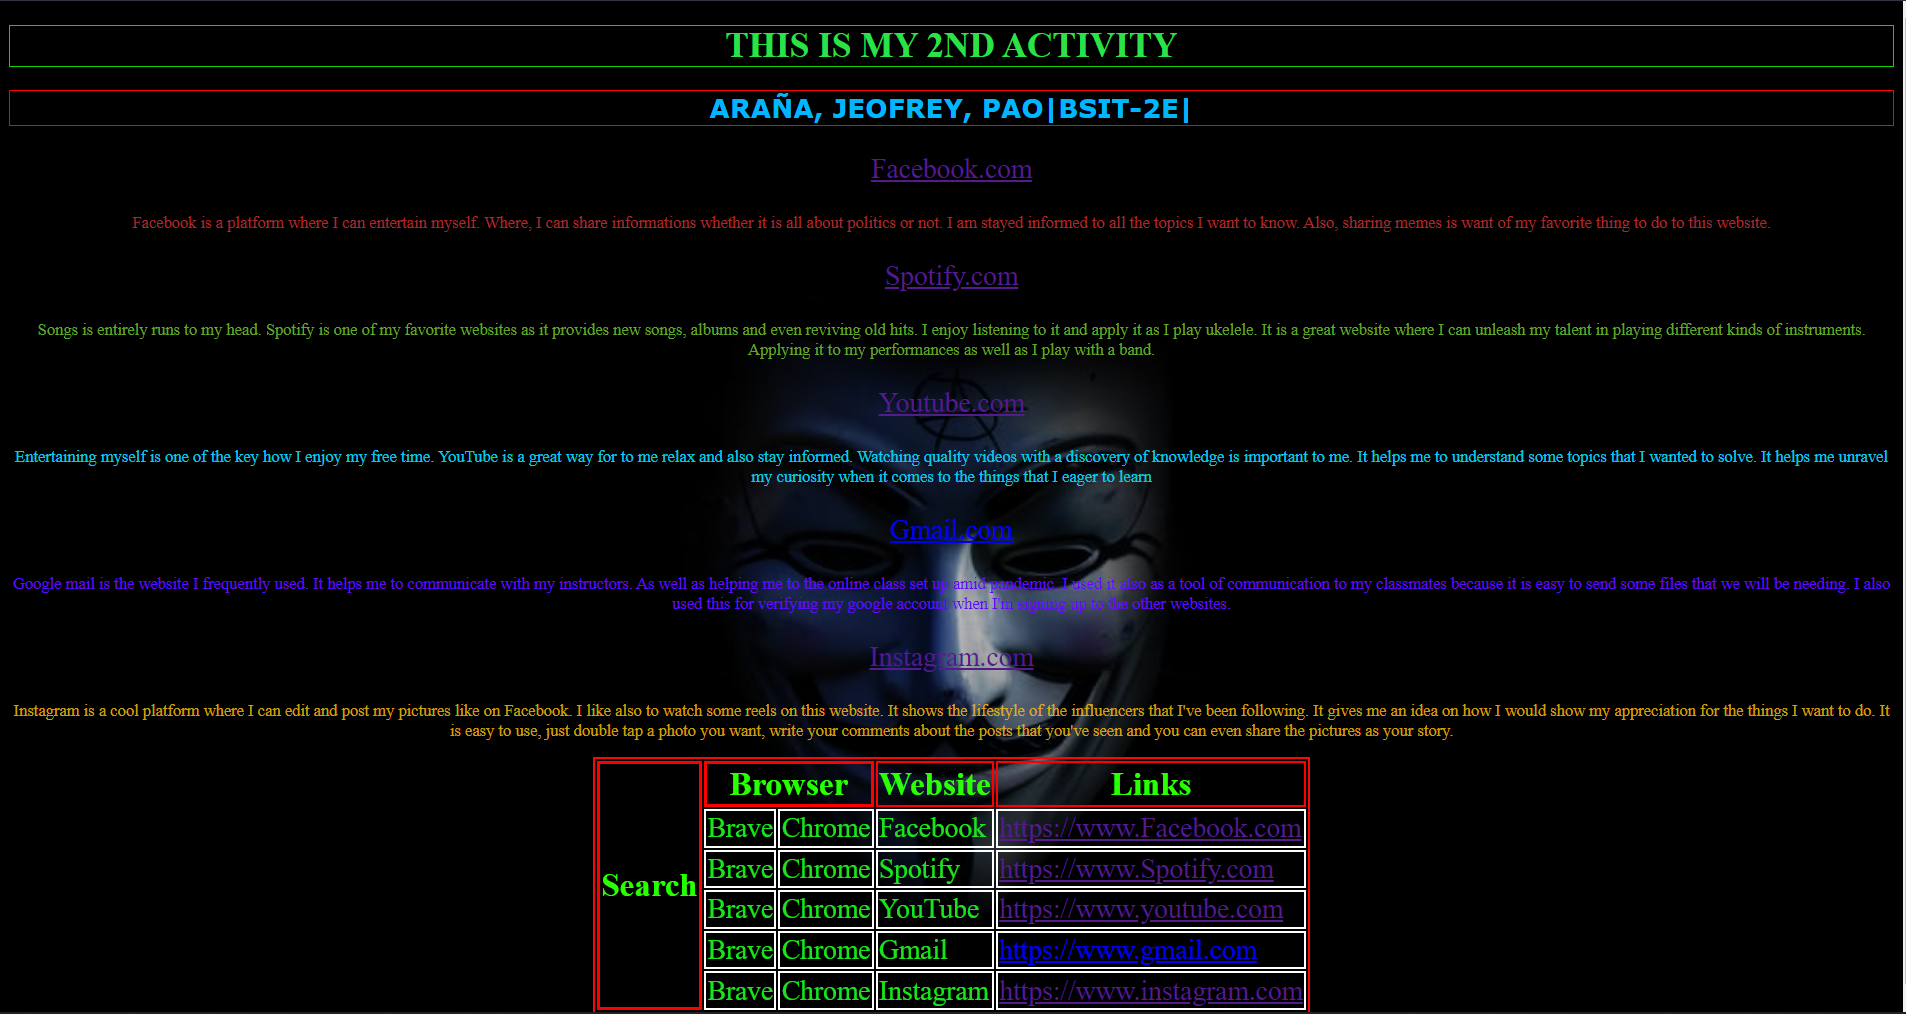 THIS IS MY 2ND ACTIVITY
ARAÑA, JEOFREY, PAO|BSIT-2E|
Facebook.com
Facebook is a platform where I can entertain myself. Where, I can share informations whether it is all about politics or not. I am stayed informed to all the topics I want to know. Also, sharing memes is want of my favorite thing to do to this website.
Spotify.com
Songs is entirely runs to my head. Spotify is one of my favorite websites as it provides new songs, albums and even reviving old hits. I enjoy listening to it and apply it as I play ukelele. It is a great website where I can unleash my talent in playing different kinds of instruments.
Applying it to my performances as well as I play with a band.
Youtube.com
Entertaining myself is one of the key how I enjoy my free time. YouTube is a great way for to me relax and also stay informed. Watching quality videos with a discovery of knowledge is important to me. It helps me to understand some topics that I wanted to solve. It helps me unravel
my curiosity when it comes to the things that I eager to learn
Gmail.com
Google mail is the website I frequently used. It helps me to communicate with my instructors. As well as helping me to the online class set up amid pandemic. I used it also as a tool of communication to my classmates because it is easy to send some files that we will be needing. I also
used this for verifying my google account when I'm signing up to the other websites.
Instagram.com
Instagram is a cool platform where I can edit and post my pictures like on Facebook. I like also to watch some reels on this website. It shows the lifestyle of the influencers that I've been following. It gives me an idea on how I would show my appreciation for the things I want to do. It
is easy to use, just double tap a photo you want, write your comments about the posts that you've seen and you can even share the pictures as your story.
Search Browser Website Links
Brave Chrome Facebook https://www.Facebook.com
Brave Chrome Spotify https://www.Spotify.com
Brave Chrome YouTube https://www.youtube.com
Brave Chrome Gmail https://www.gmail.com
Brave Chrome Instagram https://www.instagram.com